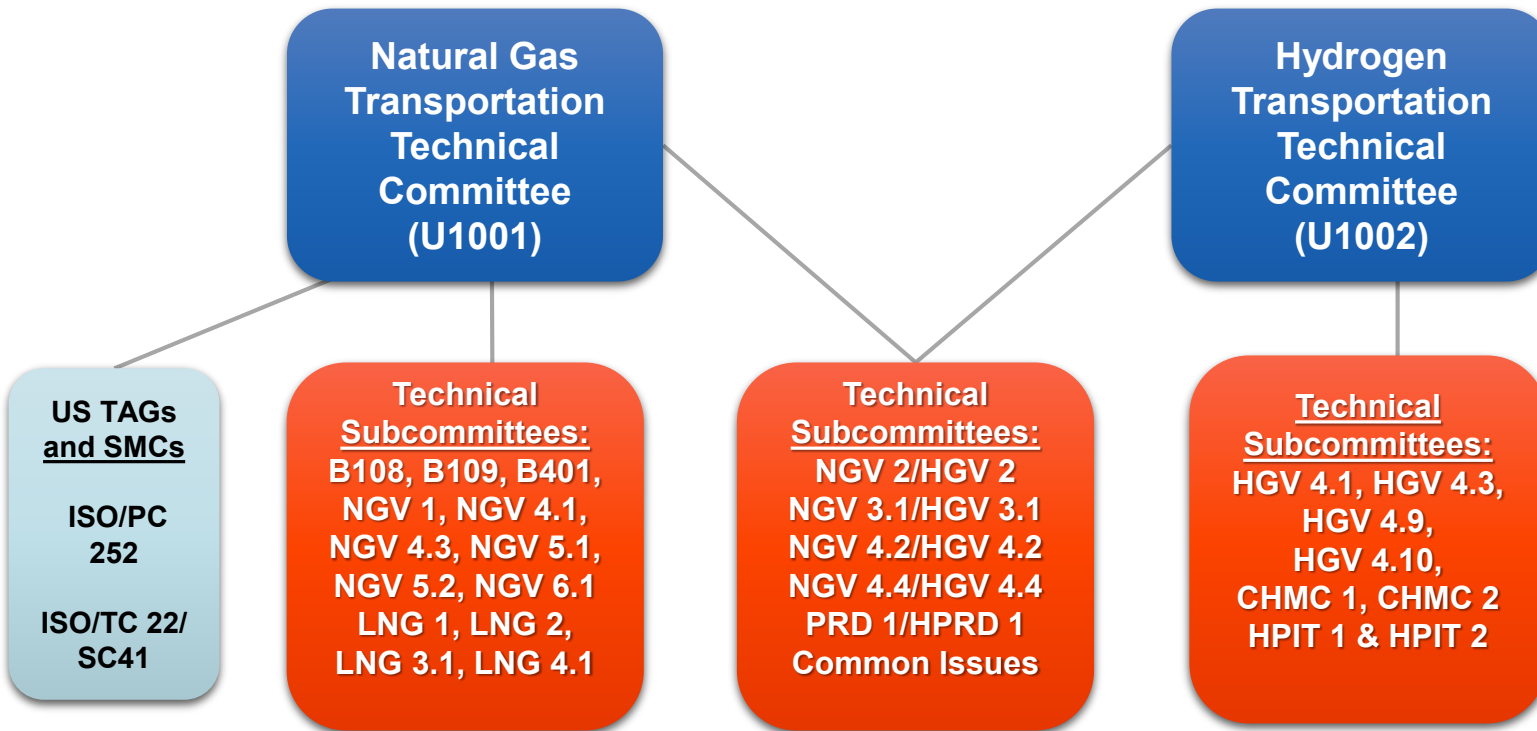 Natural Gas
Transportation
Technical
Committee
(U1001)
Hydrogen
Transportation
Technical
Committee
(U1002)
US TAGs
and SMCs
ISO/PC
252
ISO/TC 22/
SC41
Technical
Subcommittees:
B108, B109, B401,
NGV 1, NGV 4.1,
NGV 4.3, NGV 5.1,
NGV 5.2, NGV 6.1
LNG 1, LNG 2,
LNG 3.1, LNG 4.1
Technical
Subcommittees:
NGV 2/HGV 2
NGV 3.1/HGV 3.1
NGV 4.2/HGV 4.2
NGV 4.4/HGV 4.4
PRD 1/HPRD 1
Common Issues
Technical
Subcommittees:
HGV 4.1, HGV 4.3,
HGV 4.9,
HGV 4.10,
CHMC 1, CHMC 2
HPIT 1 & HPIT 2